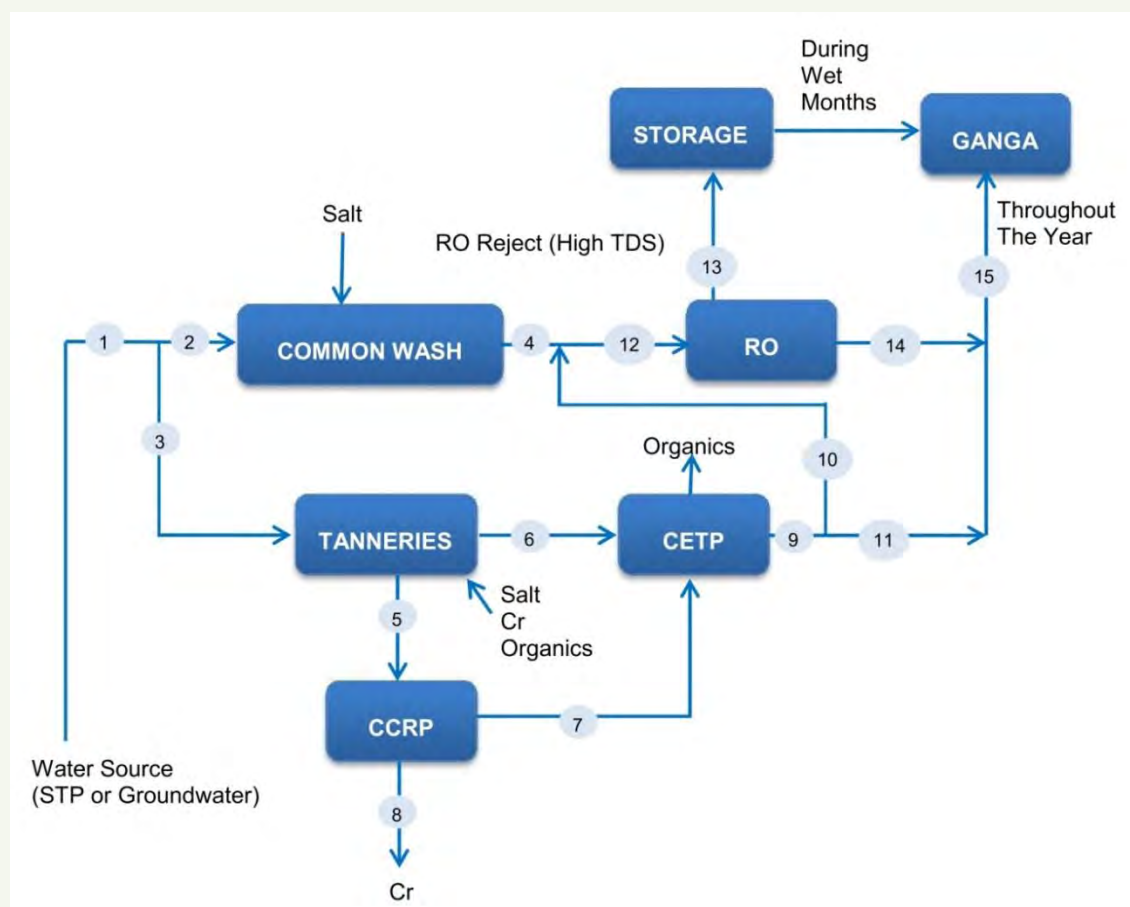 During
Wet
Months
STORAGE
GANGA
Salt
Throughout
The Year
RO Reject (High TDS)
13
15
1
2
COMMON WASH
4
12
RO
14
3
Organics
10
TANNERIES
6
CETP
9
11
5
Salt
Cr
Organics
CCRP
7
Water Source
(STP or Groundwater)
8
Cr